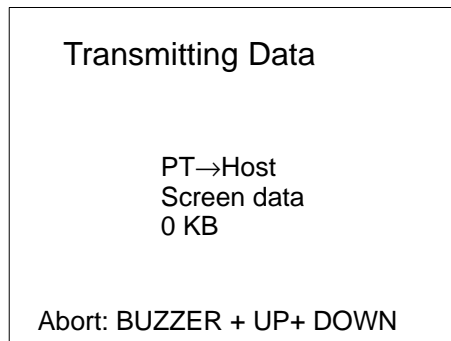 Transmitting Data
PT→Host
Screen data
0 KB
Abort: BUZZER + UP+ DOWN